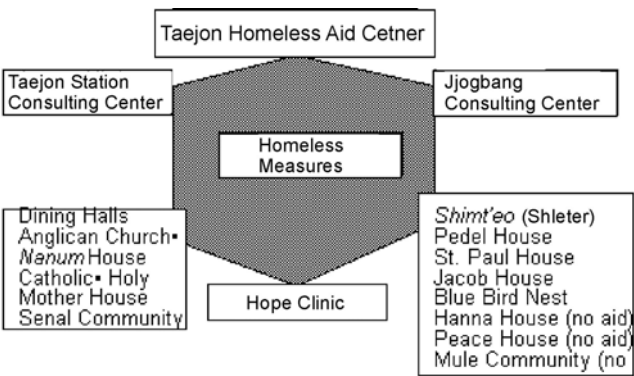 Taejon Homeless Aid Cetner
Taejon Station
Consulting Center
Jjogbang
Consulting Center
Homeless
Measures
Dining Halls
Anglican Church▪
Nanum House
Catholic▪ Holy
Mother House
Senal Community
Shimt'eo (Shleter)
Pedel House
St. Paul House
Jacob House
Blue Bird Nest
Hanna House (no aid)
Peace House (no aid)
Mule Community (no
Hope Clinic